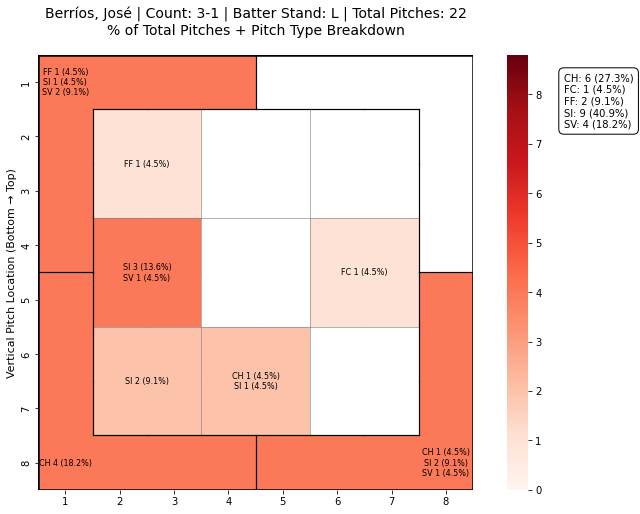 Berríos, José | Count: 3-1 | Batter Stand: L | Total Pitches: 22
% of Total Pitches + Pitch Type Breakdown
FF 1 (4.5%)
SI 1 (4.5%)
SV 2 (9.1%)
FF 1 (4.5%)
SI 3 (13.6%)
SV 1 (4.5%)
FC 1 (4.5%)
SI 2 (9.1%)
CH 1 (4.5%)
SI 1 (4.5%)
CH 4 (18.2%)
CH 1 (4.5%)
SI 2 (9.1%)
SV 1 (4.5%)
Vertical Pitch Location (Bottom → Top)
1
2
3
4
5
6
7
8
1
2
3
4
5
6
7
8
8
7
6
5
4
3
2
1
0
CH: 6 (27.3%)
FC: 1 (4.5%)
FF: 2 (9.1%)
SI: 9 (40.9%)
SV: 4 (18.2%)